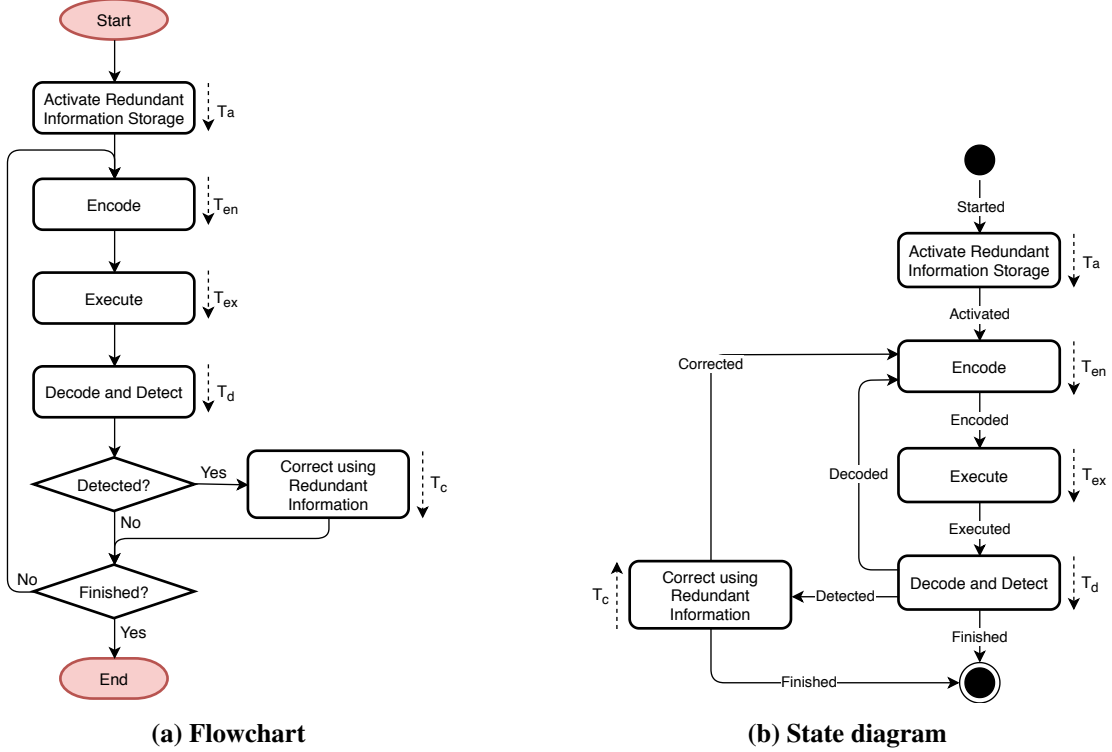 Start
Activate Redundant
Information Storage
Ta
Encode
Ten
Execute
Tex
Decode and Detect
Td
Detected?
Yes
Correct using
Redundant
Information
Tc
No
Finished?
No
Yes
End
(a) Flowchart
Started
Activate Redundant
Information Storage
Ta
Activated
Corrected
Encode
Ten
Encoded
Decoded
Execute
Tex
Executed
Decode and Detect
Td
Detected
Correct using
Redundant
Information
Tc
Finished
Finished
(b) State diagram